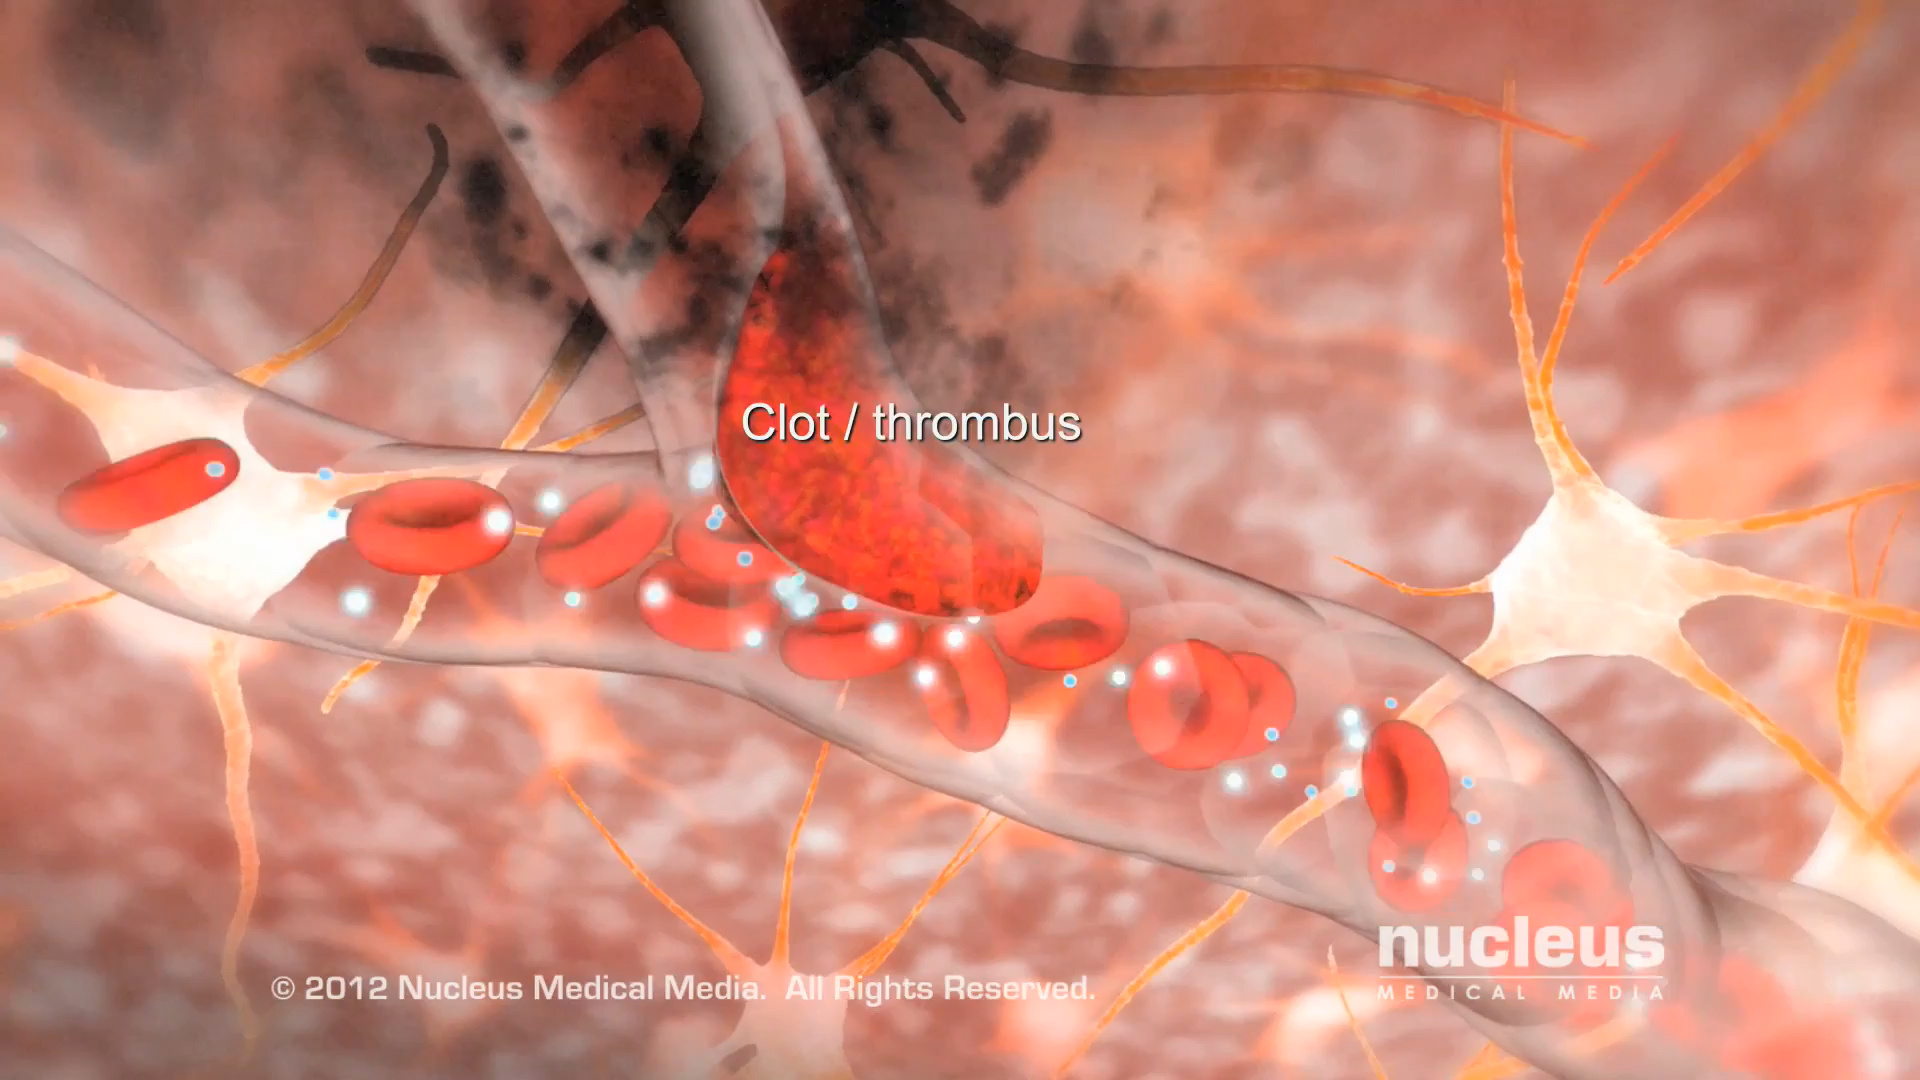 Clot / thrombus
nucleus
© 2012 Nucleus Medical Media. All Rights Reserved.
MEDICAL MEDIA